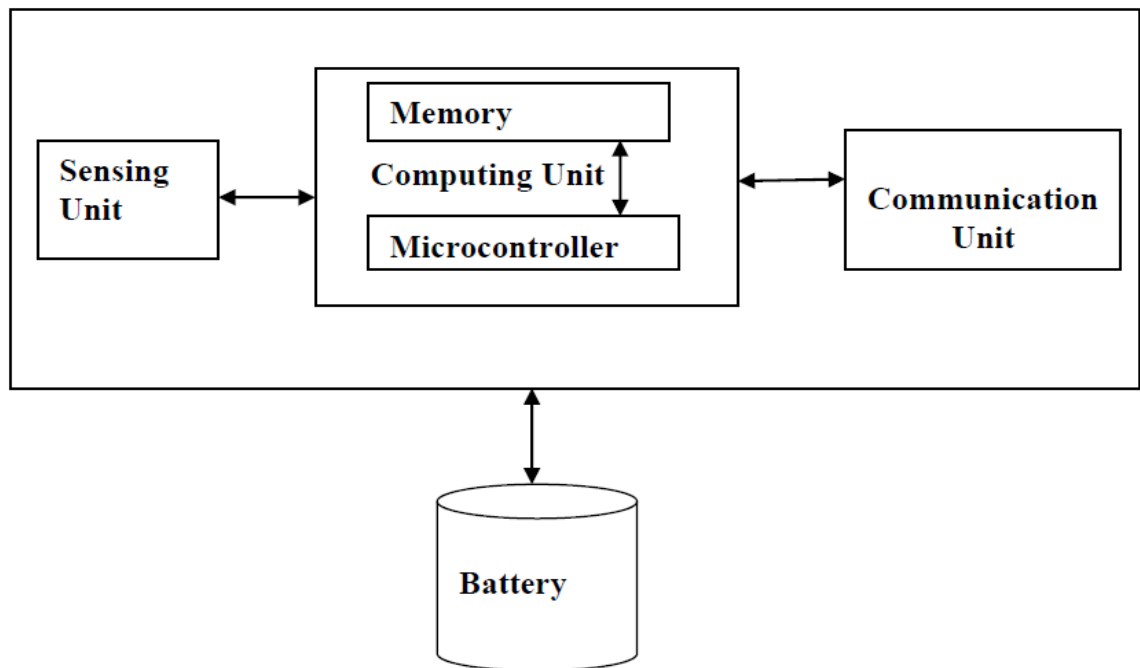 Memory
Sensing
Unit
Computing Unit
Microcontroller
Communication
Unit
Battery